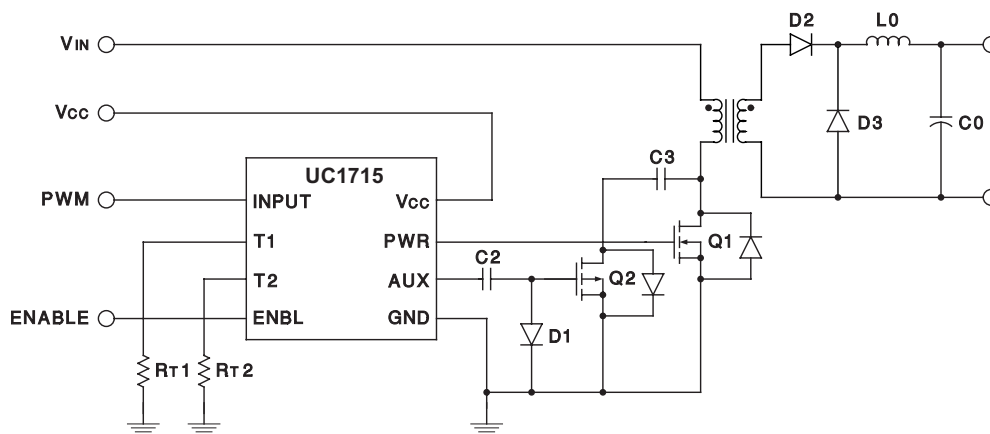 VIN
VCC
PWM
ENABLE
UC1715
INPUT
VCC
T1
PWR
T2
AUX
ENBL
GND
RT1
RT2
C2
D1
Q2
C3
Q1
D2
L0
D3
C0